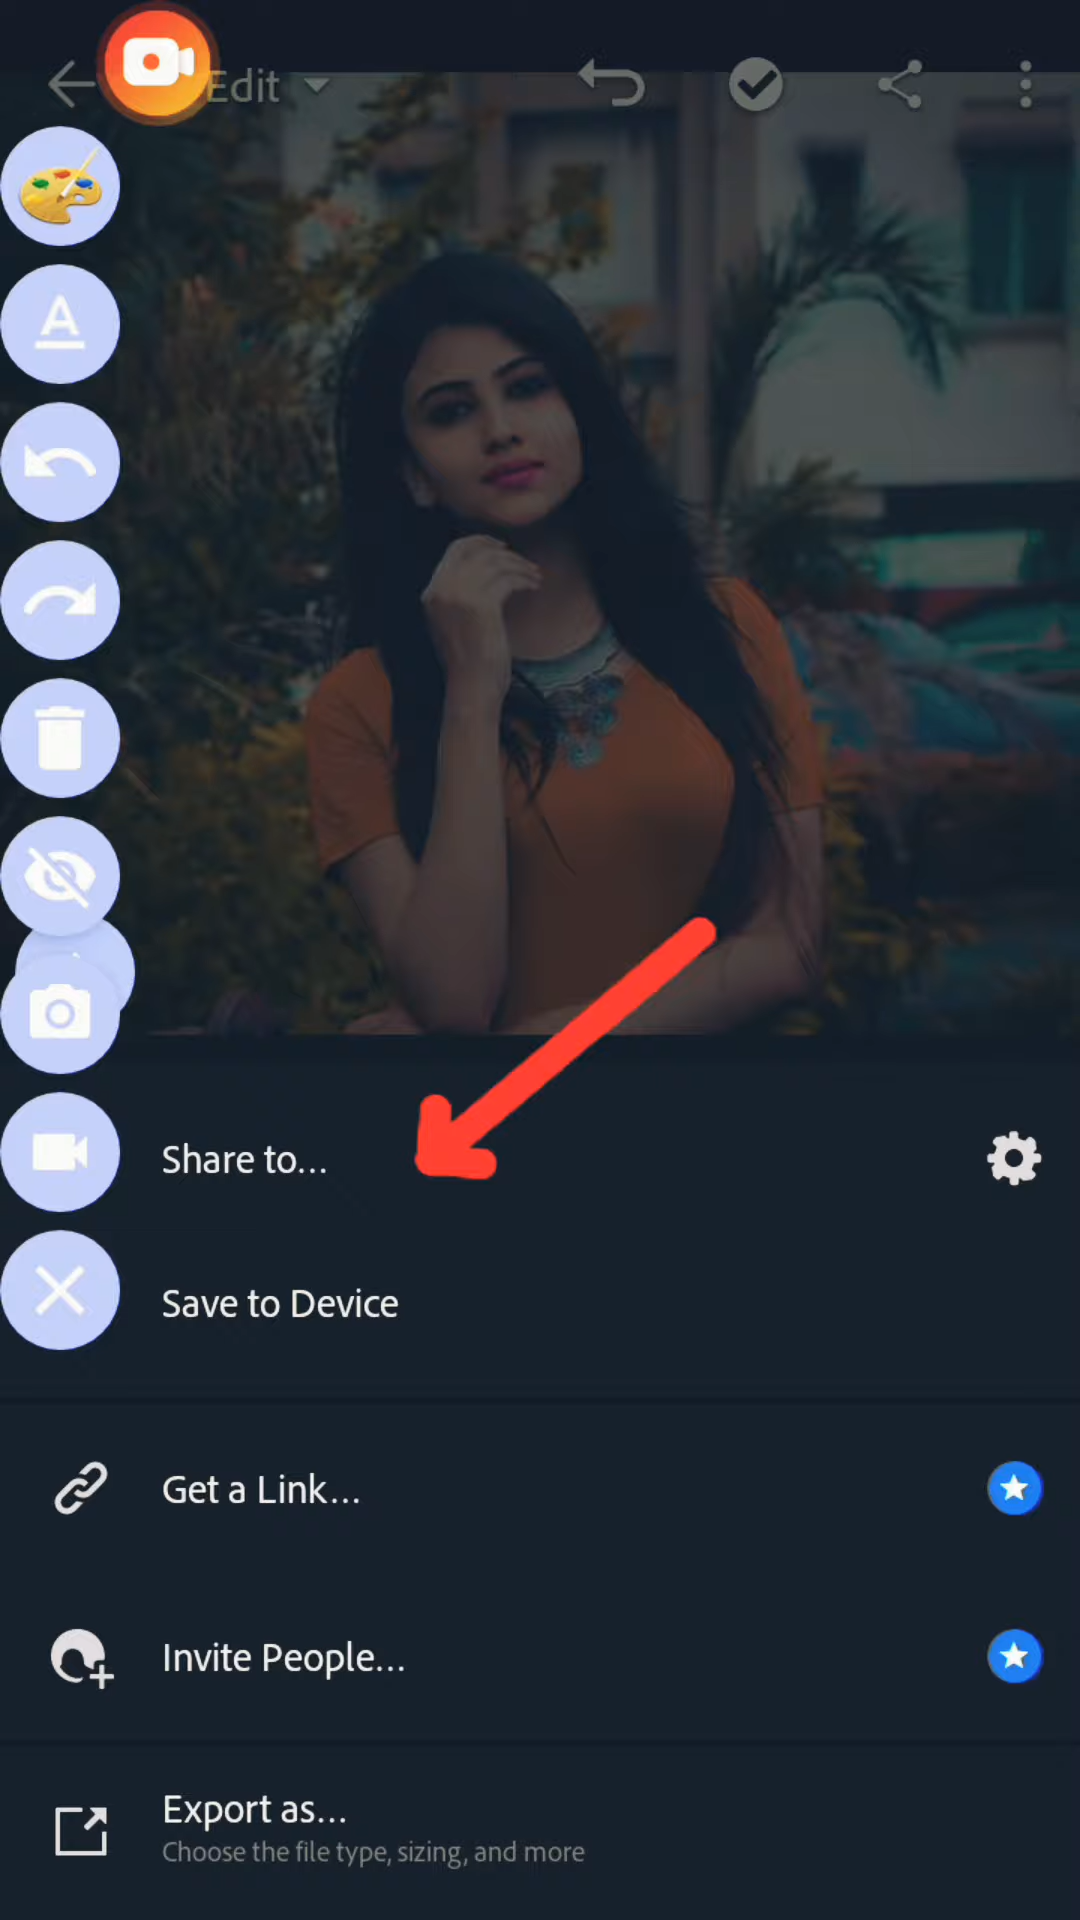 Edit
A
Share to...
Save to Device
Get a Link...
Invite People...
Export as...
Choose the file type, sizing, and more